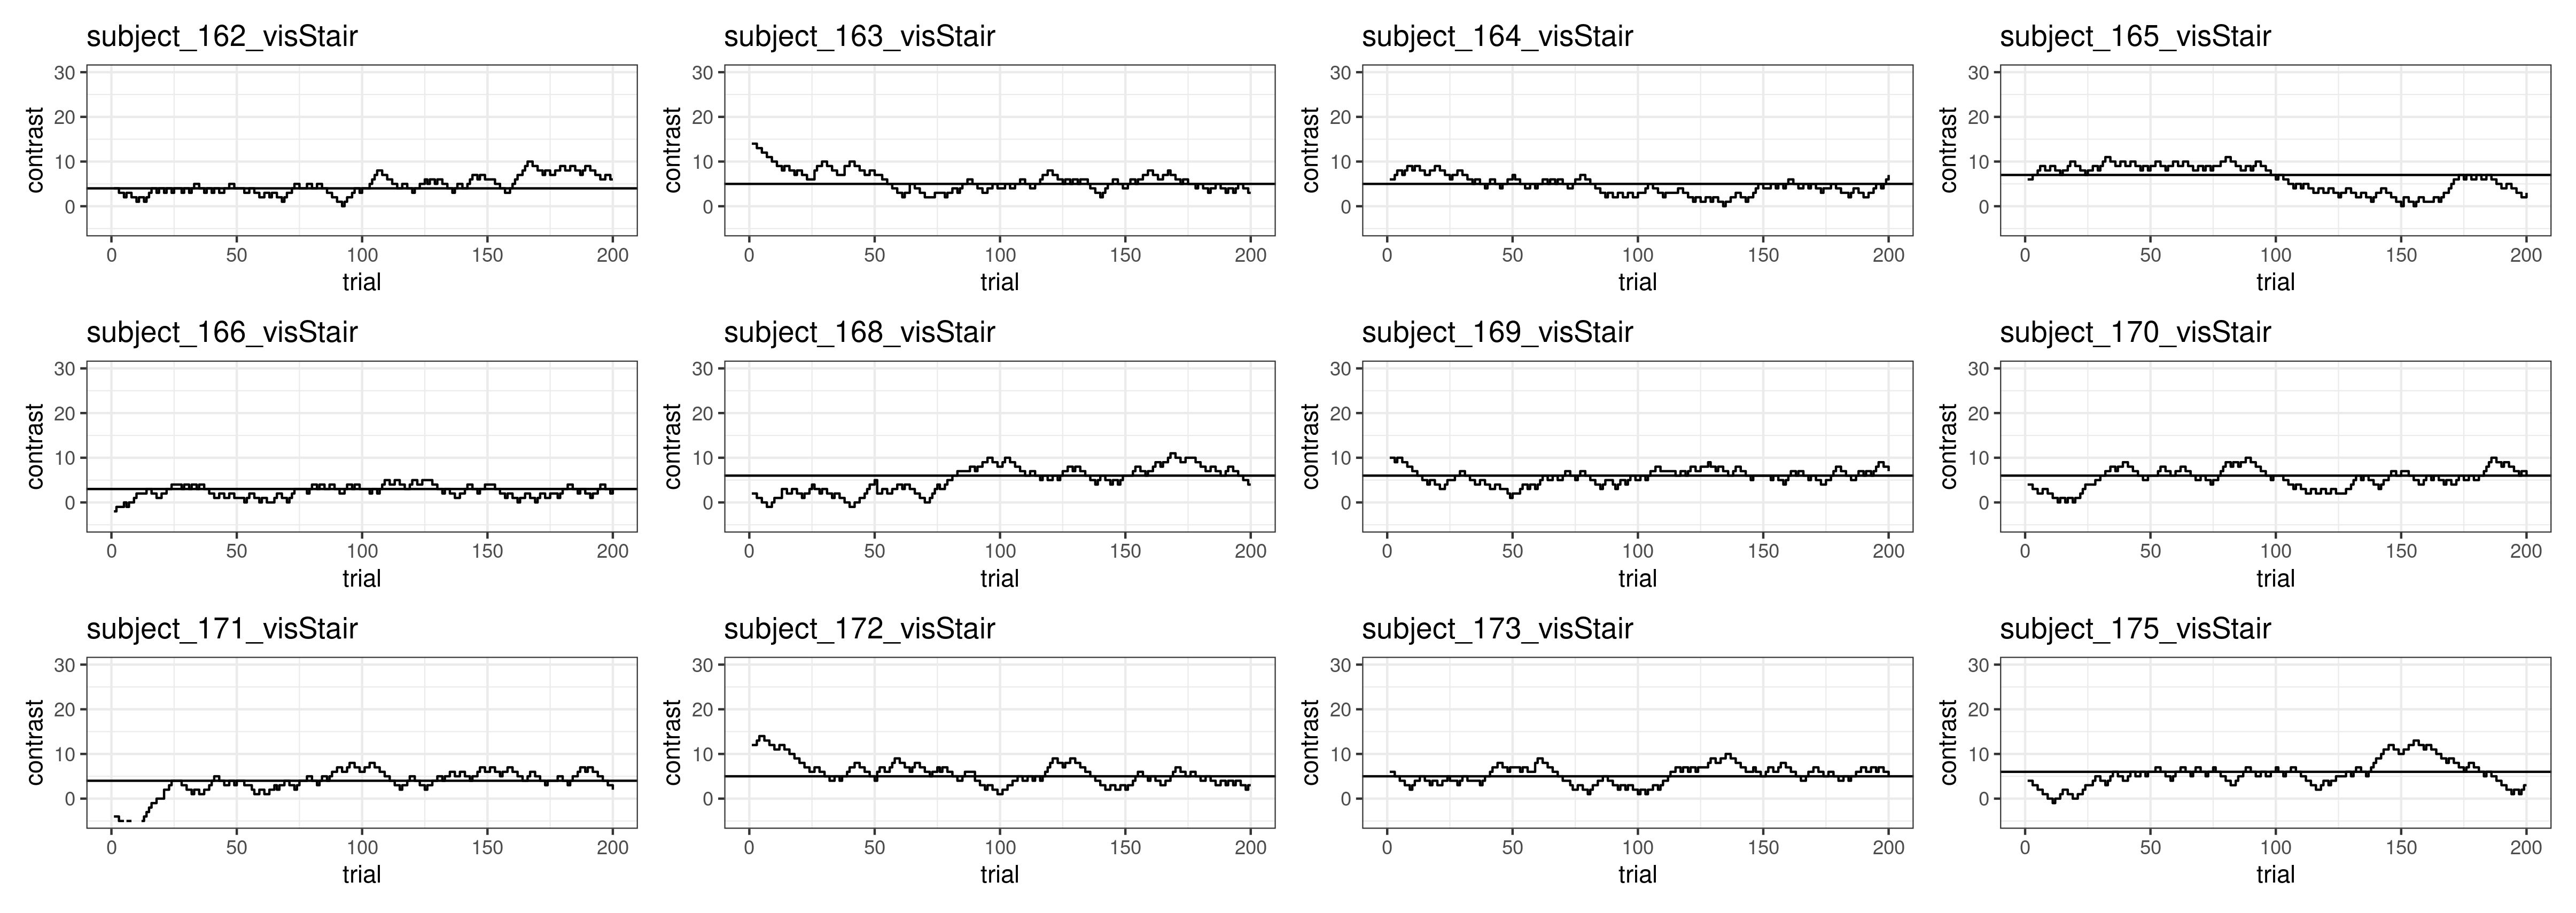 subject_162_visStair
30
20
10
0
contrast
0 50 100 150 200
trial
subject_163_visStair
30
20
10
0
contrast
0 50 100 150 200
trial
subject_164_visStair
30
20
10
0
contrast
0 50 100 150 200
trial
subject_165_visStair
30
20
10
0
contrast
0 50 100 150 200
trial
subject_166_visStair
30
20
10
0
contrast
0 50 100 150 200
trial
subject_168_visStair
30
20
10
0
contrast
0 50 100 150 200
trial
subject_169_visStair
30
20
10
0
contrast
0 50 100 150 200
trial
subject_170_visStair
30
20
10
0
contrast
0 50 100 150 200
trial
subject_171_visStair
30
20
10
0
contrast
0 50 100 150 200
trial
subject_172_visStair
30
20
10
0
contrast
0 50 100 150 200
trial
subject_173_visStair
30
20
10
0
contrast
0 50 100 150 200
trial
subject_175_visStair
30
20
10
0
contrast
0 50 100 150 200
trial